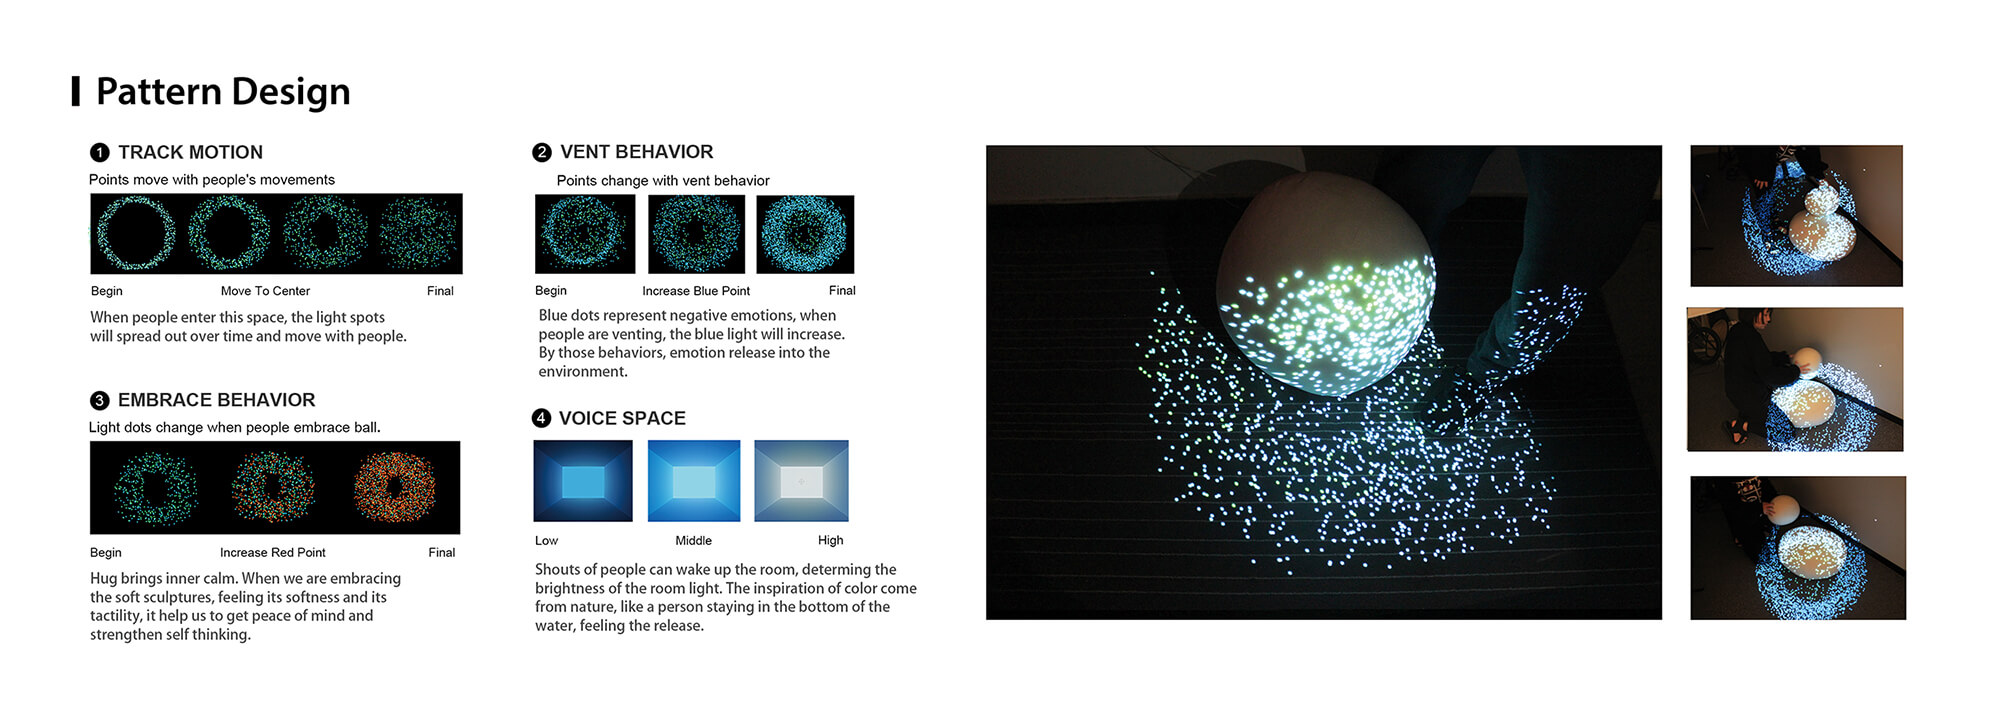 Pattern Design
1 TRACK MOTION
Points move with people's movements
Begin Move To Center Final
When people enter this space, the light spots
will spread out over time and move with people.
2 VENT BEHAVIOR
Points change with vent behavior
Begin Increase Blue Point Final
Blue dots represent negative emotions, when
people are venting, the blue light will increase.
By those behaviors, emotion release into the
environment.
3 EMBRACE BEHAVIOR
Light dots change when people embrace ball.
Begin Increase Red Point Final
Hug brings inner calm. When we are embracing
the soft sculptures, feeling its softness and its
tactility, it help us to get peace of mind and
strengthen self thinking.
4 VOICE SPACE
Low Middle High
Shouts of people can wake up the room, determing the
brightness of the room light. The inspiration of color come
from nature, like a person staying in the bottom of the
water, feeling the release.